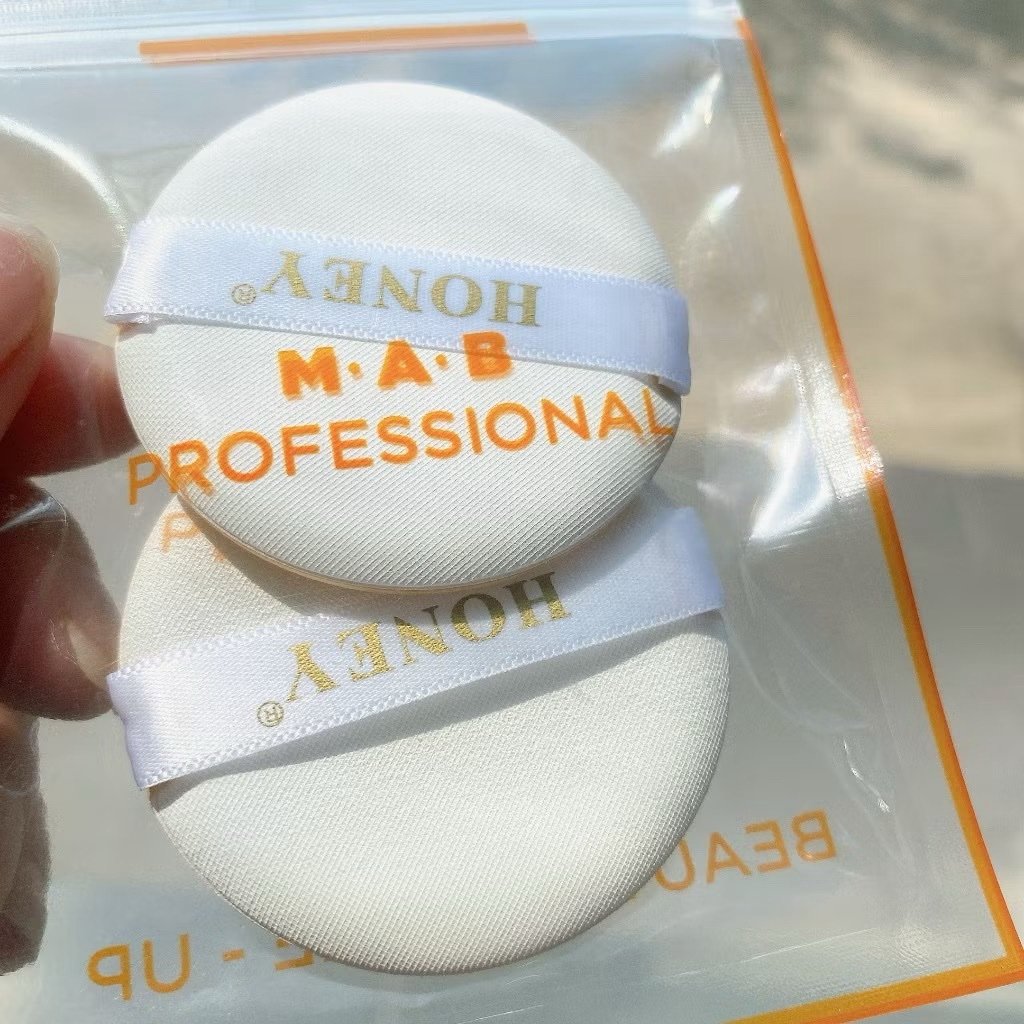 HONEY®
M·A·B
PROFESSIONAL
HONEY®
BEAU
E - UP